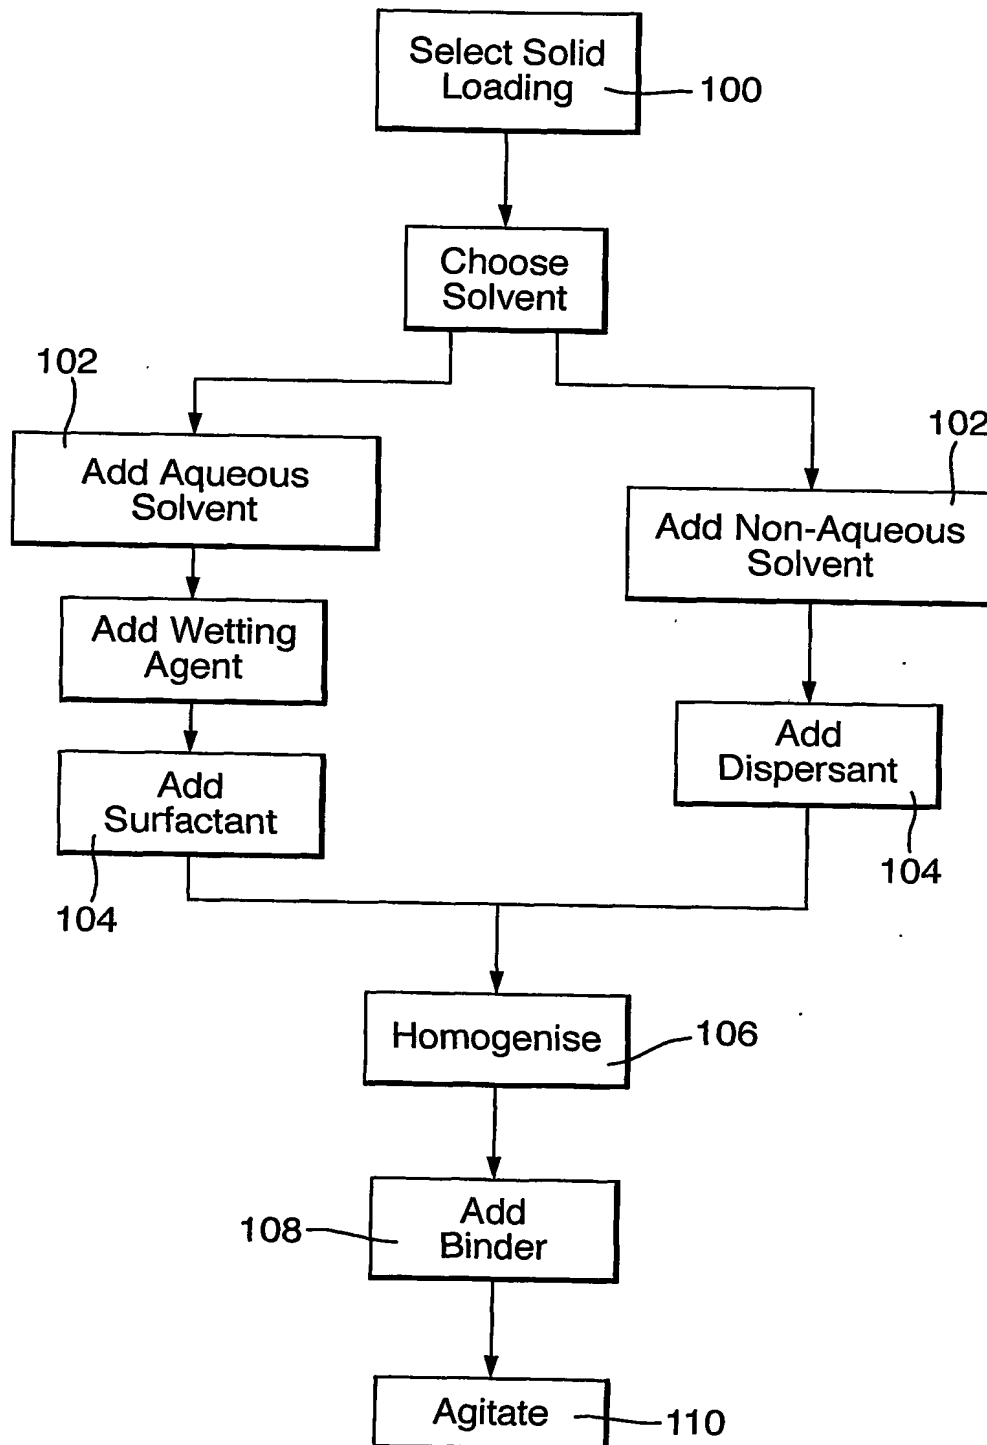 Select Solid
Loading
100
Choose
Solvent
102
Add Aqueous
Solvent
102
Add Non-Aqueous
Solvent
Add Wetting
Agent
Add
Surfactant
104
Add
Dispersant
104
Homogenise
106
Add
Binder
108
Agitate
110